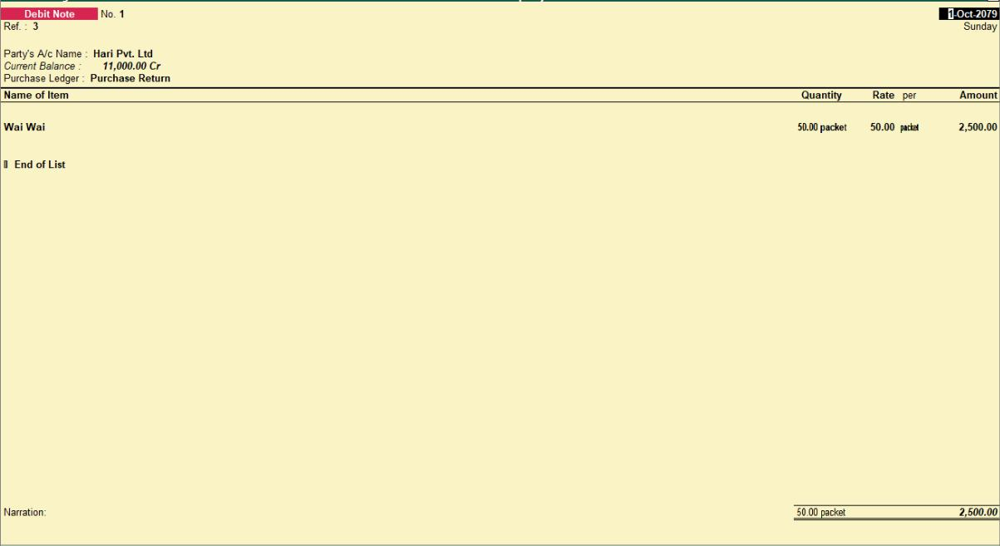 Debit Note No. 1 1-Oct-2079
Ref. : 3 Sunday
Party's A/c Name : Hari Pvt. Ltd
Current Balance : 11,000.00 Cr
Purchase Ledger : Purchase Return
Name of Item Quantity Rate per Amount
Wai Wai 50.00 packet 50.00 packet 2,500.00
End of List
Narration: 50.00 packet 2,500.00